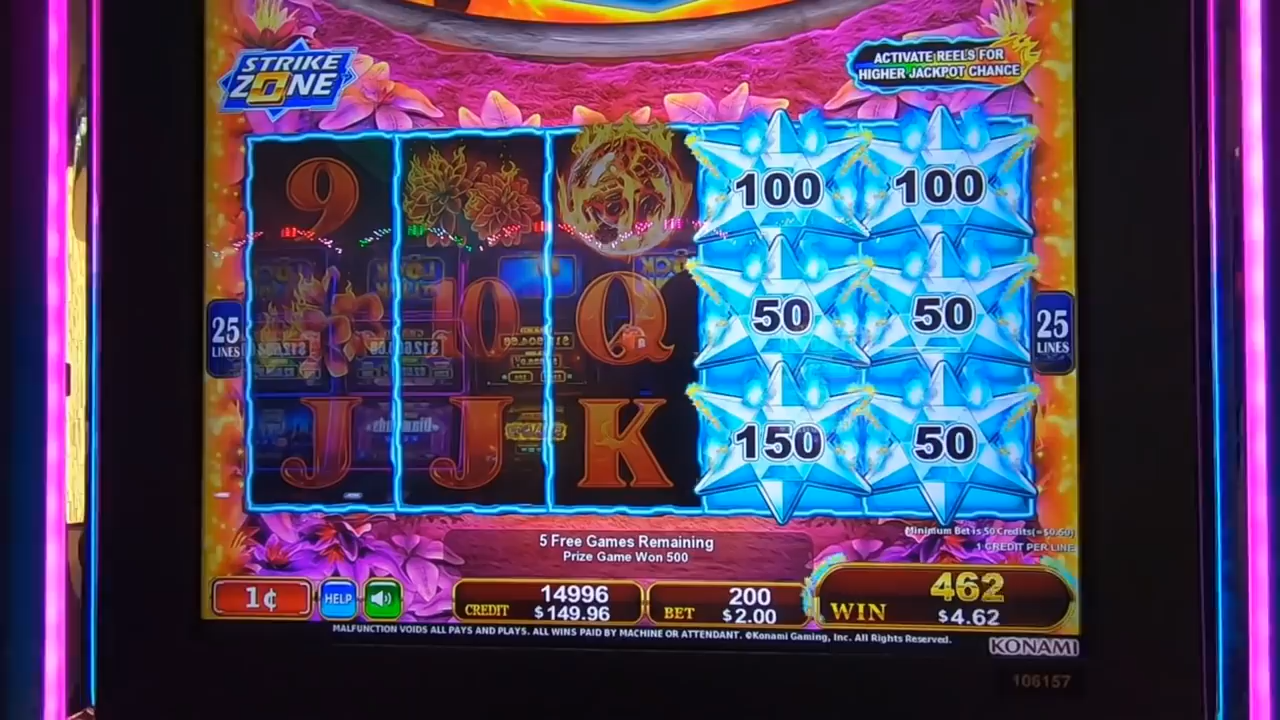 STRIKE
ZONE
ACTIVATE REELS FOR
HIGHER JACKPOT CHANCE
9
100
100
25
LINES
10
Q
50
50
25
LINES
J
J
K
150
50
5 Free Games Remaining
Prize Game Won 500
Minimum Bet is 50 Credits(=$0.50)
1 CREDIT PER LINE
1¢
HELP
CREDIT
14996
$149.96
BET
200
$2.00
WIN
462
$4.62
MALFUNCTION VOIDS ALL PAYS AND PLAYS. ALL WINS PAID BY MACHINE OR ATTENDANT. ©Konami Gaming, Inc. All Rights Reserved.
KONAMI
106157